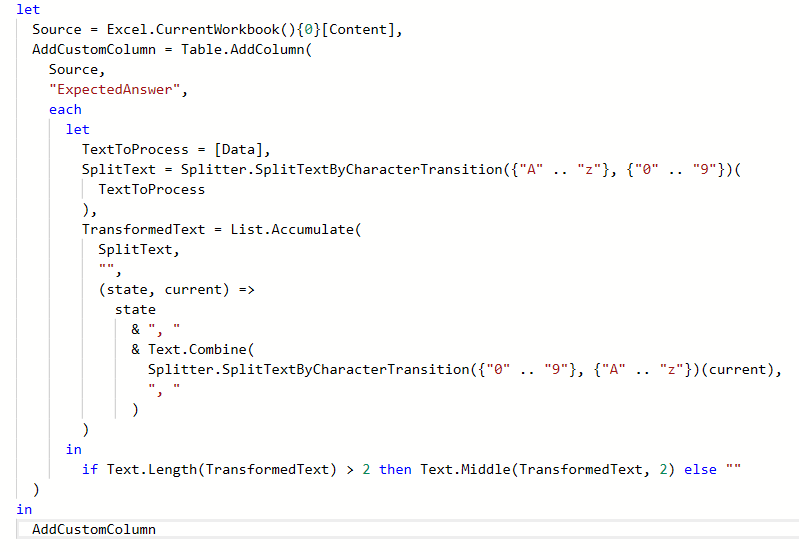 let
  Source = Excel.CurrentWorkbook(){0}[Content],
  AddCustomColumn = Table.AddColumn(
    Source,
    "ExpectedAnswer",
    each
      let
        TextToProcess = [Data],
        SplitText = Splitter.SplitTextByCharacterTransition({"A" .. "z"}, {"0" .. "9"})(
          TextToProcess
        ),
        TransformedText = List.Accumulate(
          SplitText,
          "",
          (state, current) =>
            state
              & ", "
              & Text.Combine(
                Splitter.SplitTextByCharacterTransition({"0" .. "9"}, {"A" .. "z"})(current),
                ", "
              )
        )
      in
        if Text.Length(TransformedText) > 2 then Text.Middle(TransformedText, 2) else ""
  )
in
  AddCustomColumn